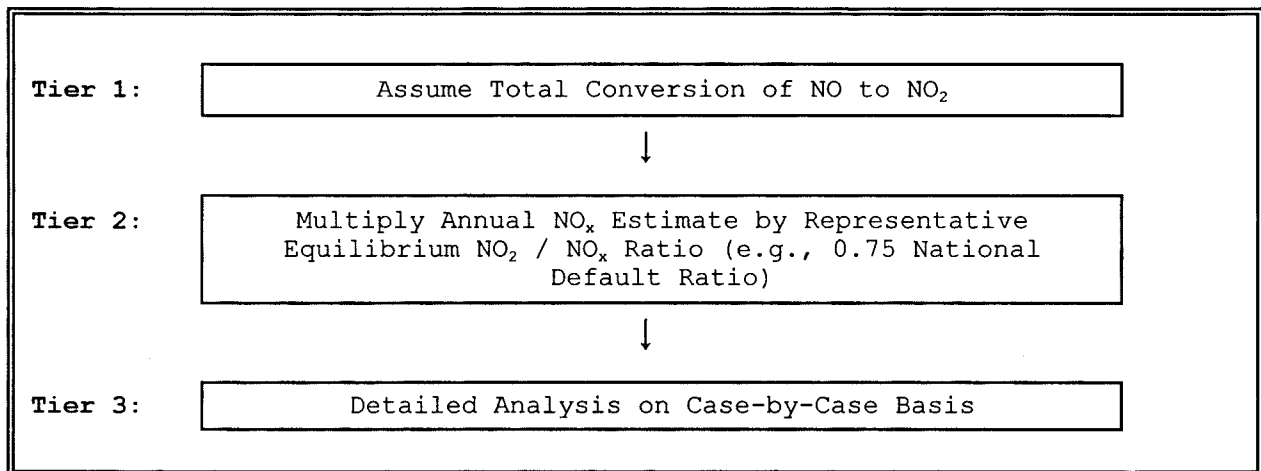 Tier 1: Assume Total Conversion of NO to NO₂
↓
Tier 2: Multiply Annual NOₓ Estimate by Representative
Equilibrium NO₂ / NOₓ Ratio (e.g., 0.75 National
Default Ratio)
↓
Tier 3: Detailed Analysis on Case-by-Case Basis